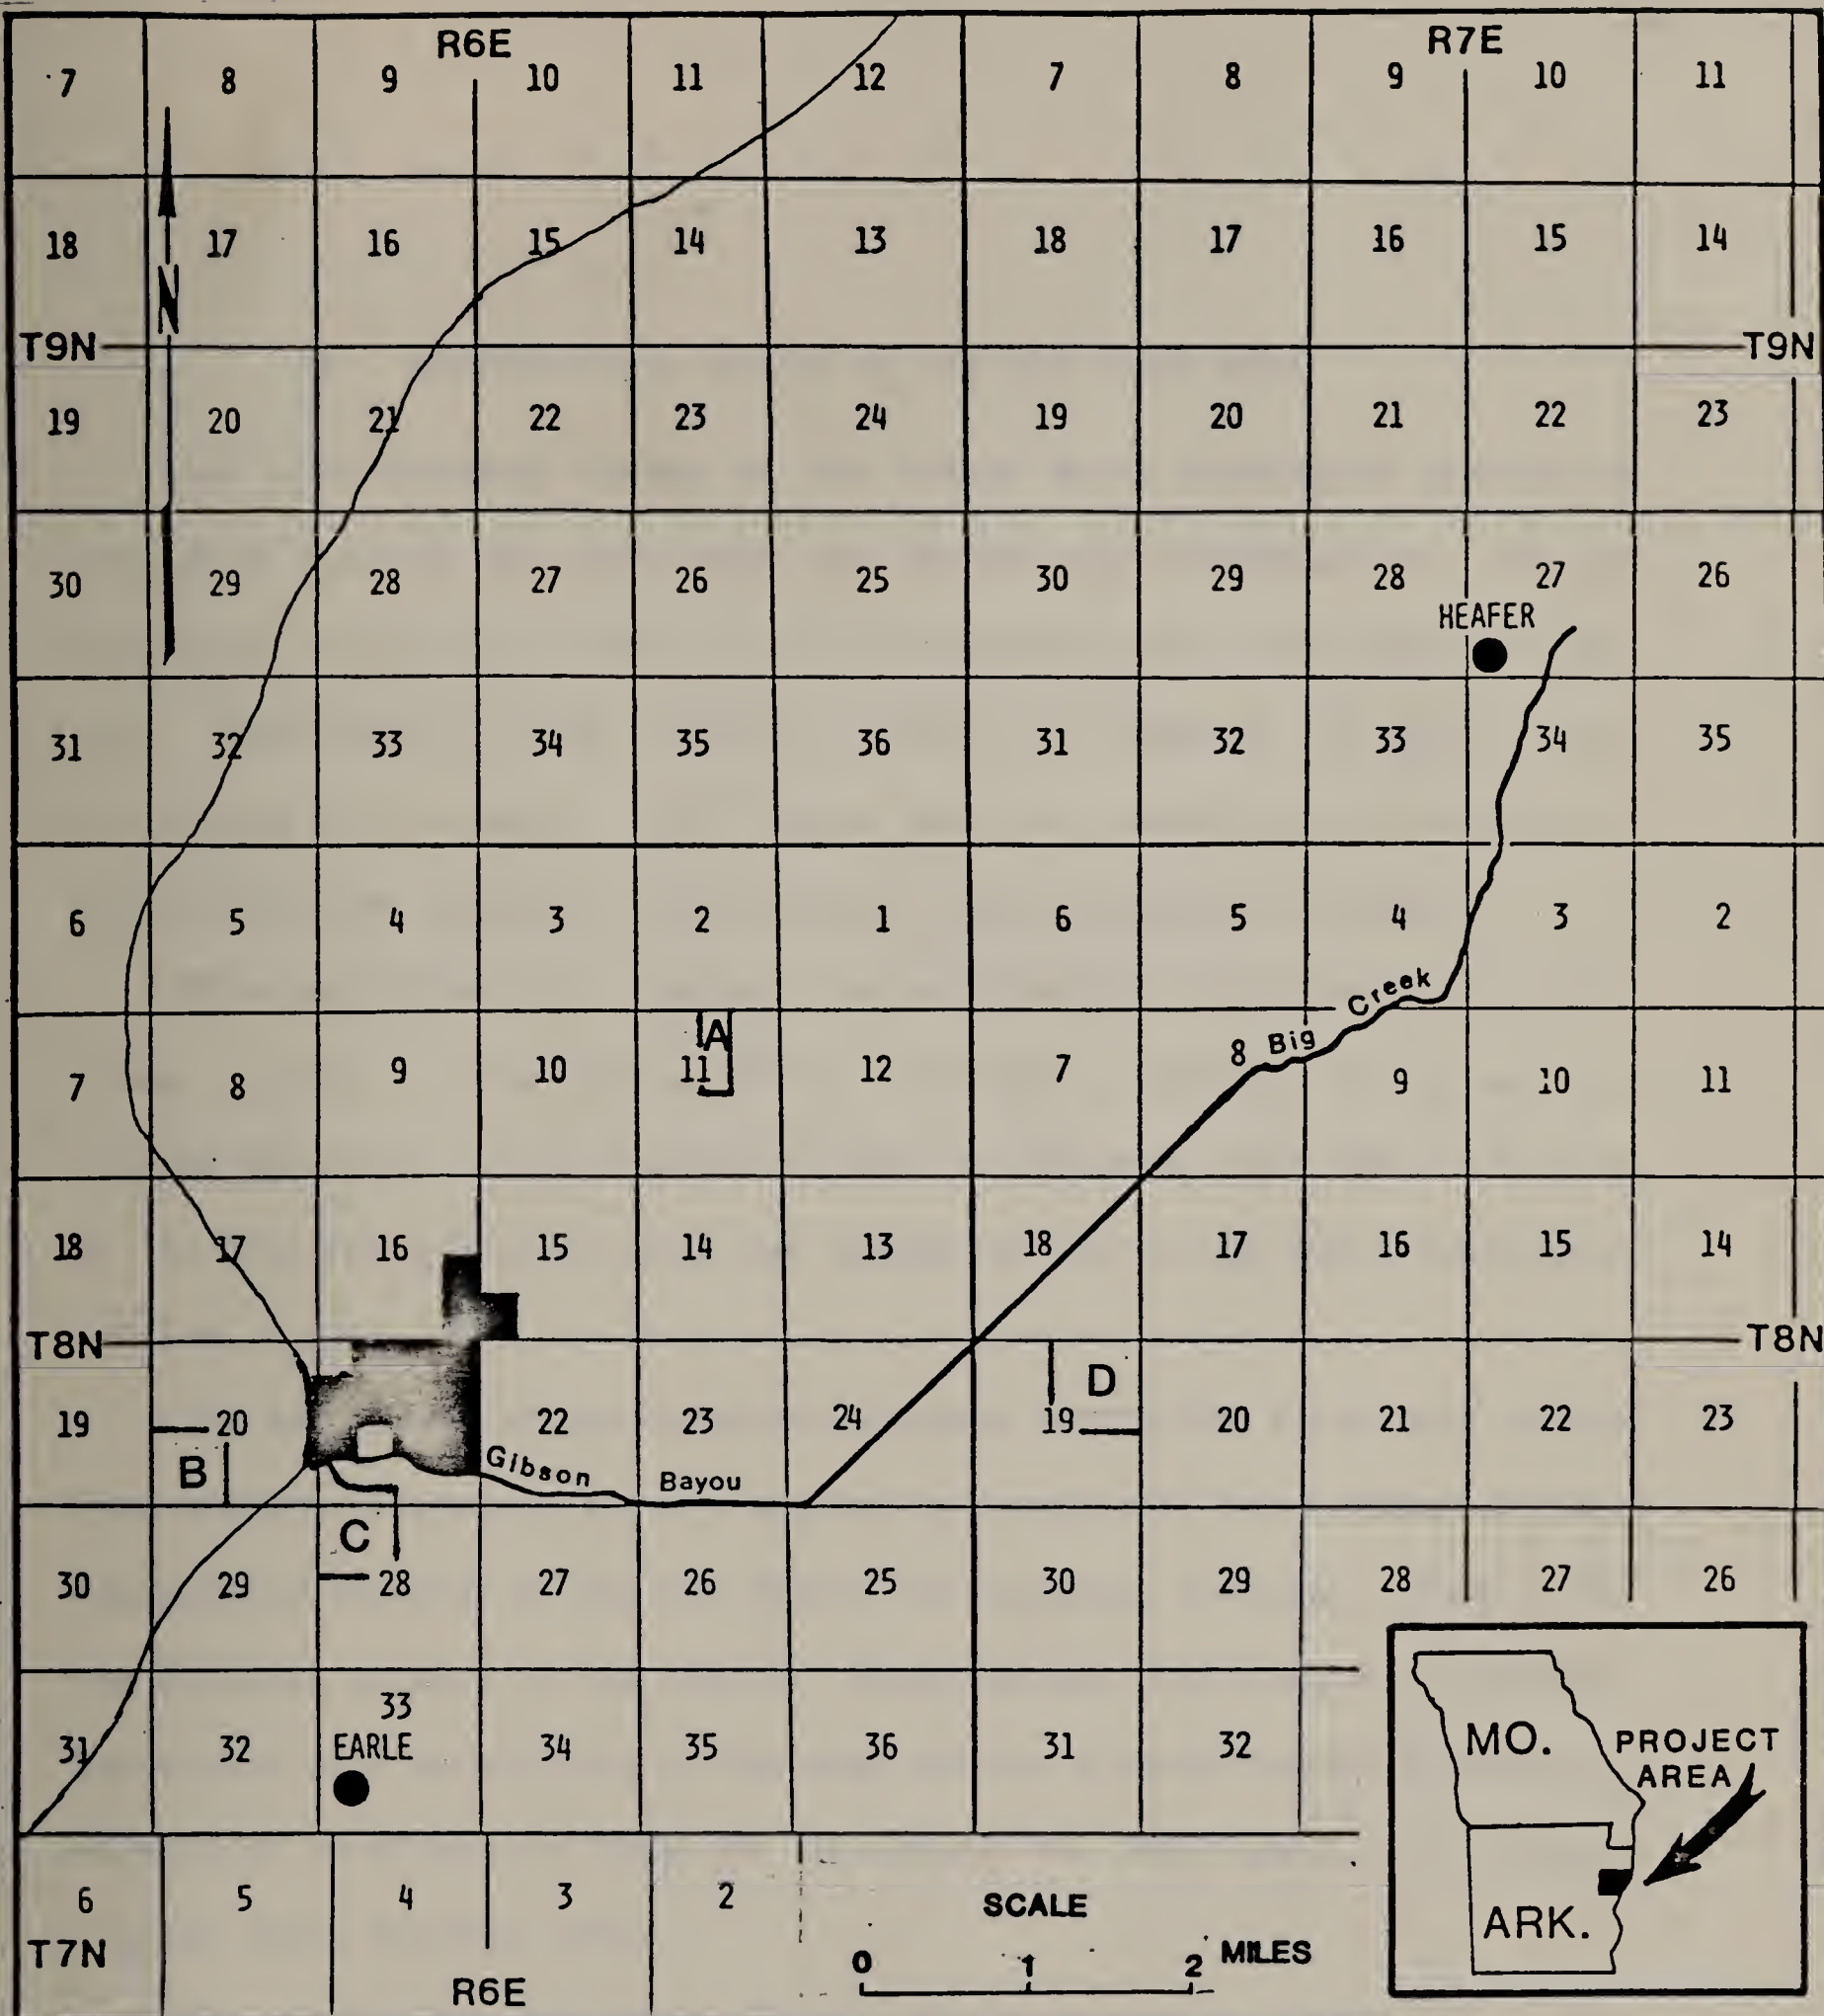 R6E R7E
7 8 9 10 11 12 7 8 9 10 11
18 17 16 15 14 13 18 17 16 15 14
N
T9N T9N
19 20 21 22 23 24 19 20 21 22 23
30 29 28 27 26 25 30 29 28 27 26
HEAFER
31 32 33 34 35 36 31 32 33 34 35
6 5 4 3 2 1 6 5 4 3 2
Big Creek
A
7 8 9 10 11 12 7 8 9 10 11
18 17 16 15 14 13 18 17 16 15 14
T8N T8N
D
19 20 22 23 24 19 20 21 22 23
B
Gibson Bayou
C
30 29 28 27 26 25 30 29 28 27 26
33
31 32 EARLE 34 35 36 31 32
6 5 4 3 2
T7N
R6E
SCALE
0 1 2 MILES
MO.
PROJECT
AREA
ARK.